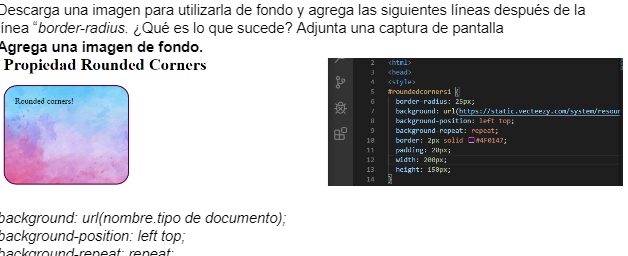 Descarga una imagen para utilizarla de fondo y agrega las siguientes líneas después de la
línea “border-radius. ¿Qué es lo que sucede? Adjunta una captura de pantalla
Agrega una imagen de fondo.
Propiedad Rounded Corners
Rounded corners!
2 <html>
3 <head>
4 <style>
5 #roundedcorners1 {
6 border-radius: 25px;
7 background: url(https://static.vecteezy.com/system/resour
8 background-position: left top;
9 background-repeat: repeat;
10 border: 2px solid #4F0147;
11 padding: 20px;
12 width: 200px;
13 height: 150px;
14
background: url(nombre.tipo de documento);
background-position: left top;
background-repeat: repeat;